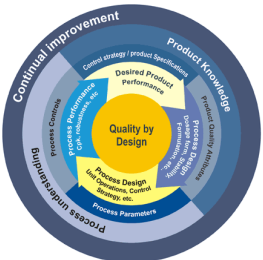 Continual improvement
Product Knowledge
Process understanding
Control strategy / product Specifications
Product Quality Attributes
Process Parameters
Process Controls
Desired Product
Performance
Process Design
Dosage form, Stability,
Formulation, etc.
Process Design
Unit Operations, Control
Strategy, etc.
Process Performance
Cpk, robustness, etc
Quality by
Design